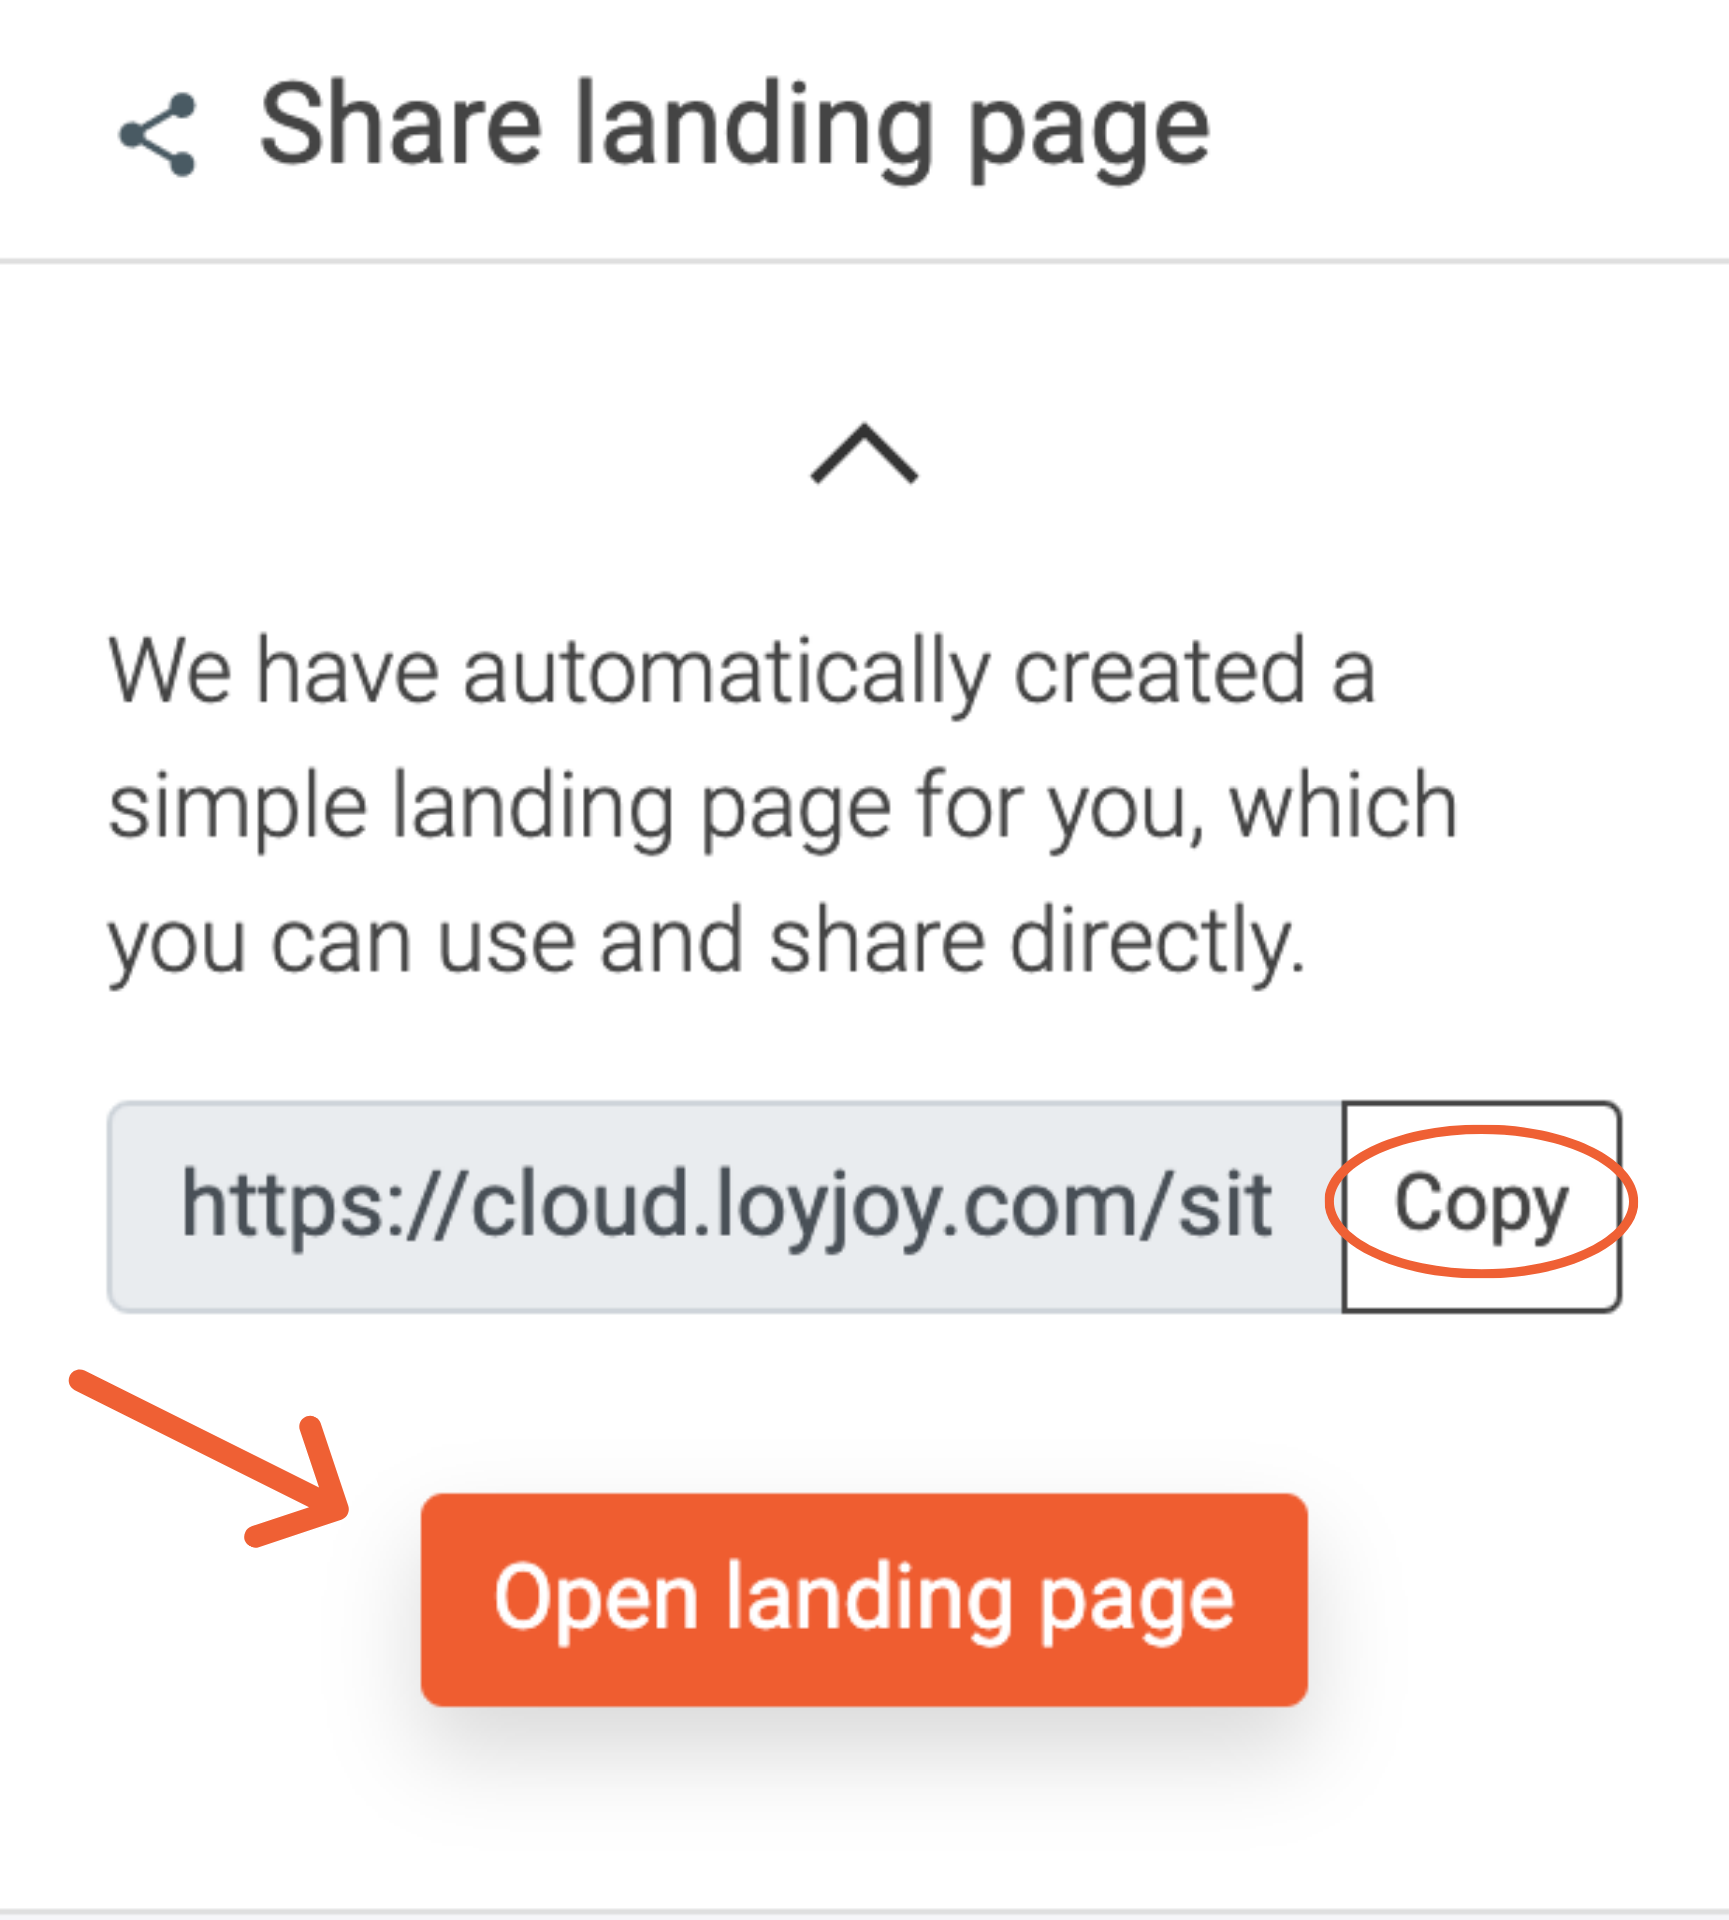 Share landing page
We have automatically created a
simple landing page for you, which
you can use and share directly.
https://cloud.loyjoy.com/sit Copy
Open landing page